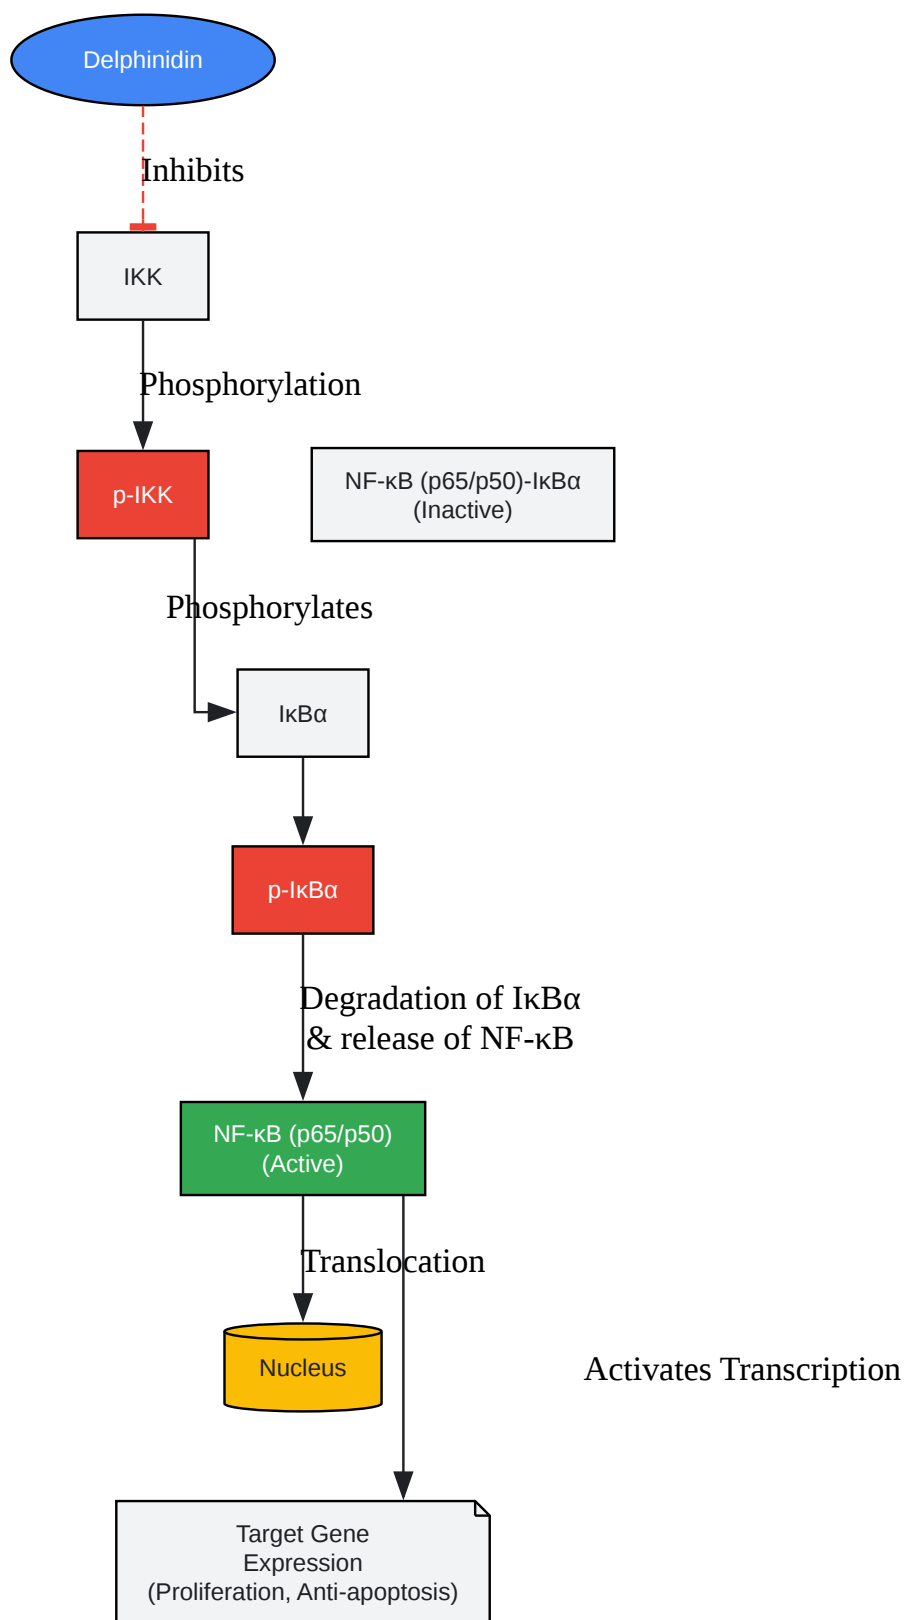 Delphinidin
Inhibits
IKK
Phosphorylation
p-IKK
NF-κB (p65/p50)-IκBα
(Inactive)
Phosphorylates
IκBα
p-IκBα
Degradation of IκBα
& release of NF-κB
NF-κB (p65/p50)
(Active)
Translocation
Nucleus
Activates Transcription
Target Gene
Expression
(Proliferation, Anti-apoptosis)